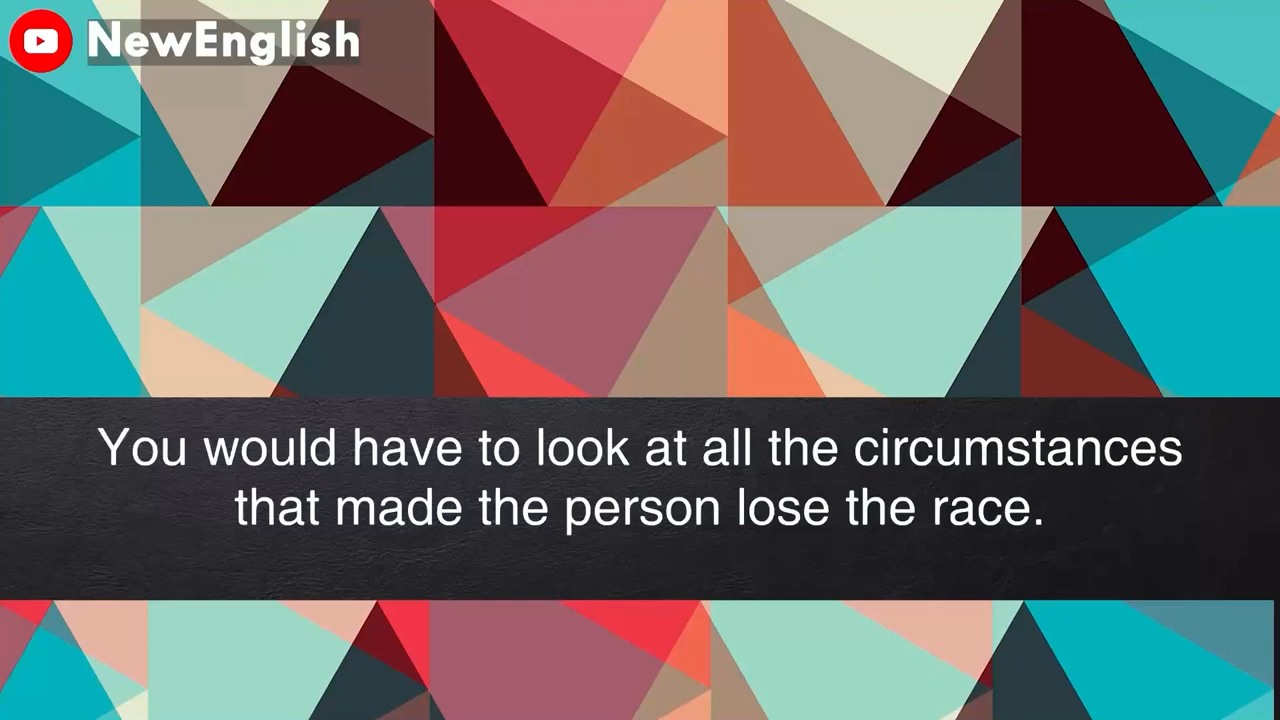 NewEnglish
You would have to look at all the circumstances
that made the person lose the race.